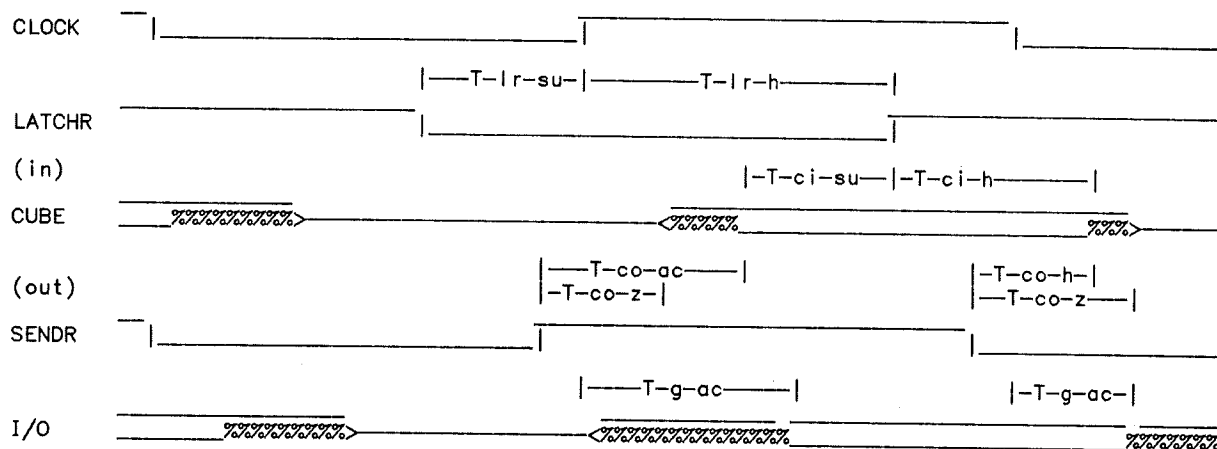 CLOCK
T-lr-su T-lr-h
LATCHR
(in) T-ci-su T-ci-h
CUBE
T-co-ac T-co-h
(out) T-co-z T-co-z
SENDR
T-g-ac T-g-ac
I/O